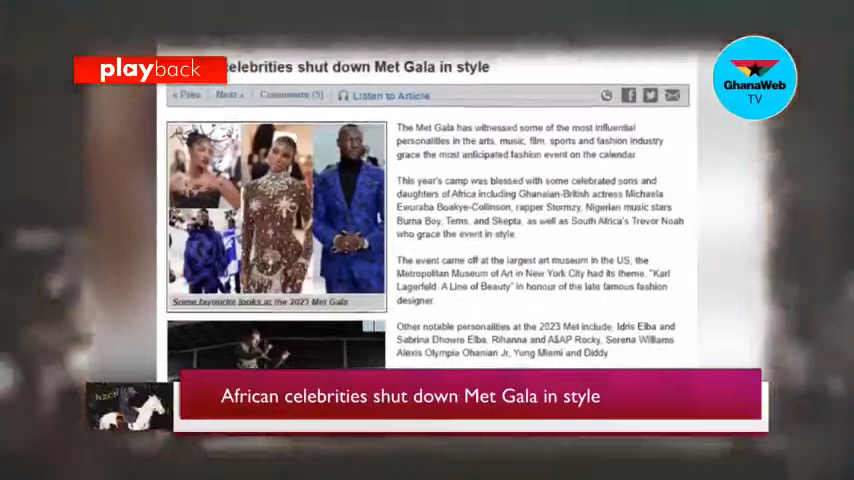 playback
celebrities shut down Met Gala in style
GhanaWeb
TV
« Prev
Next »
Comments (5)
Listen to Article
The Met Gala has witnessed some of the most influential
personalities in the arts, music, film, sports and fashion industry
grace the most anticipated fashion event on the calendar.
This year's camp was blessed with some celebrated sons and
daughters of Africa including Ghanaian-British actress Michaela
Ewuraba Boakye-Collinson, rapper Stormzy, Nigerian music stars
Burna Boy, Tems, and Skepta, as well as South Africa's Trevor Noah
who grace the event in style.
The event came off at the largest art museum in the US, the
Metropolitan Museum of Art in New York City had its theme, "Karl
Lagerfeld: A Line of Beauty" in honour of the late famous fashion
designer.
Some favourite looks at the 2023 Met Gala
Other notable personalities at the 2023 Met include, Idris Elba and
Sabrina Dhowre Elba, Rihanna and A$AP Rocky, Serena Williams
Alexis Olympia Ohanian Jr, Yung Miami and Diddy
African celebrities shut down Met Gala in style